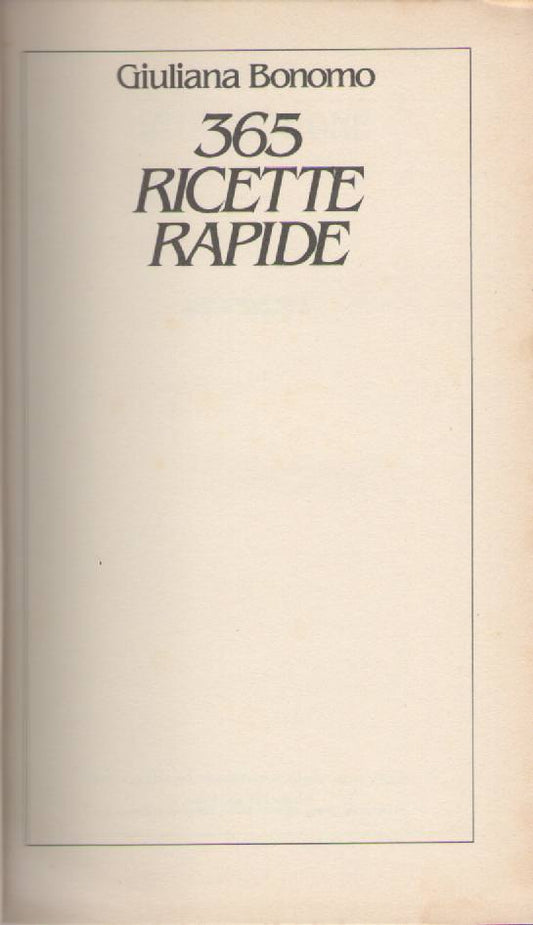 Giuliana Bonomo
365
RICETTE
RAPIDE